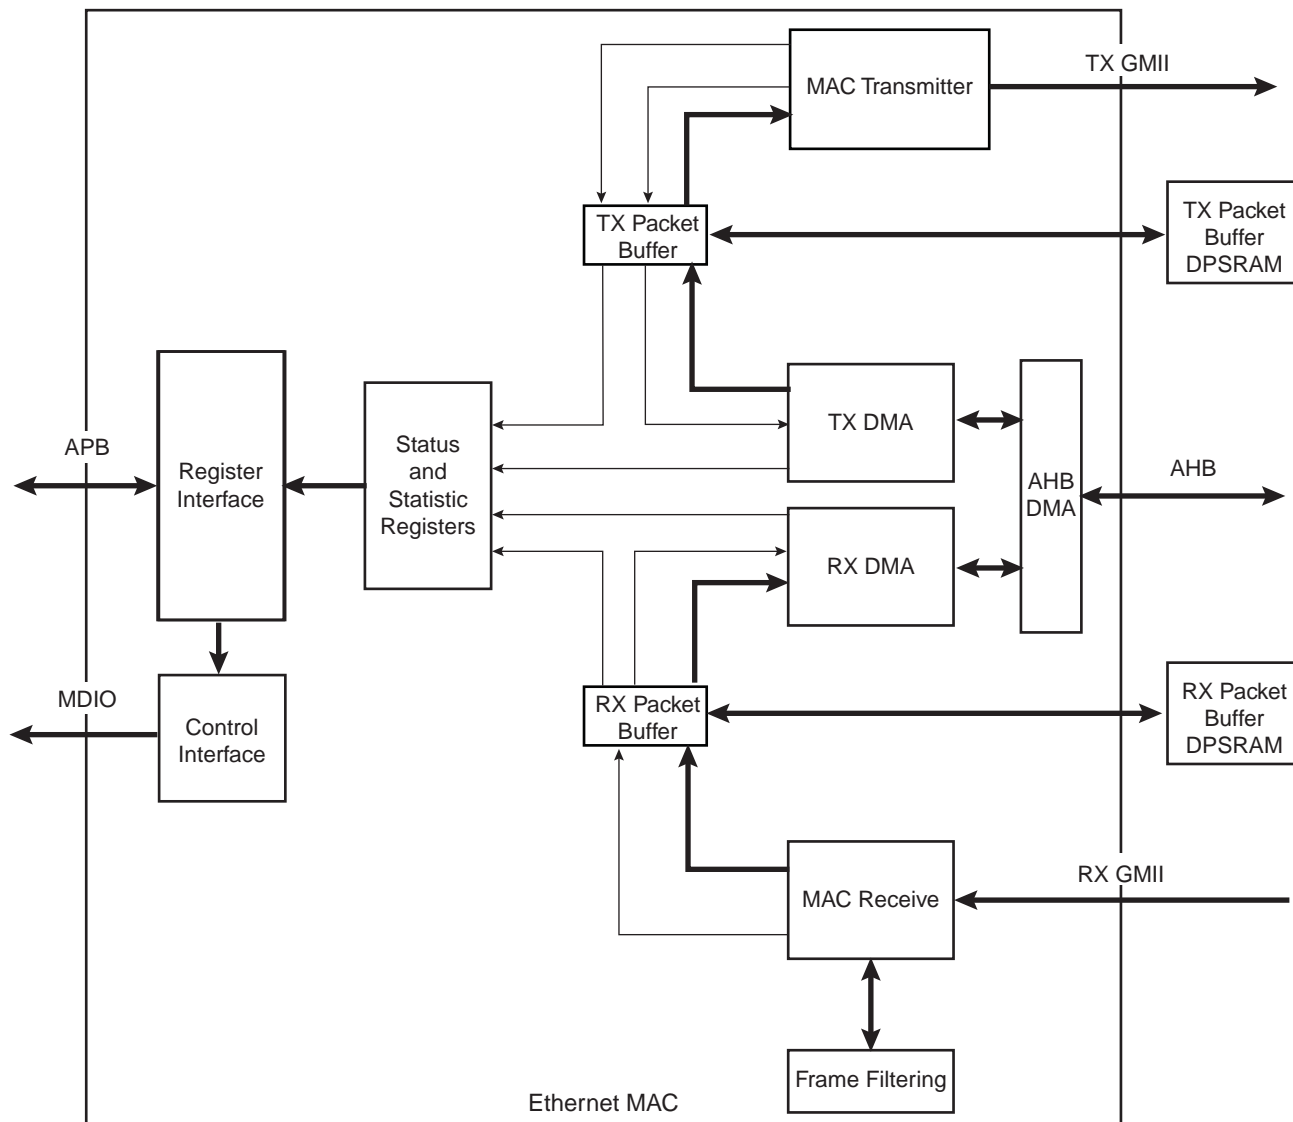 MAC Transmitter
TX GMII
TX Packet
Buffer
TX Packet
Buffer
DPSRAM
APB
Register
Interface
Status
and
Statistic
Registers
TX DMA
AHB
DMA
AHB
RX DMA
MDIO
Control
Interface
RX Packet
Buffer
RX Packet
Buffer
DPSRAM
MAC Receive
RX GMII
Frame Filtering
Ethernet MAC